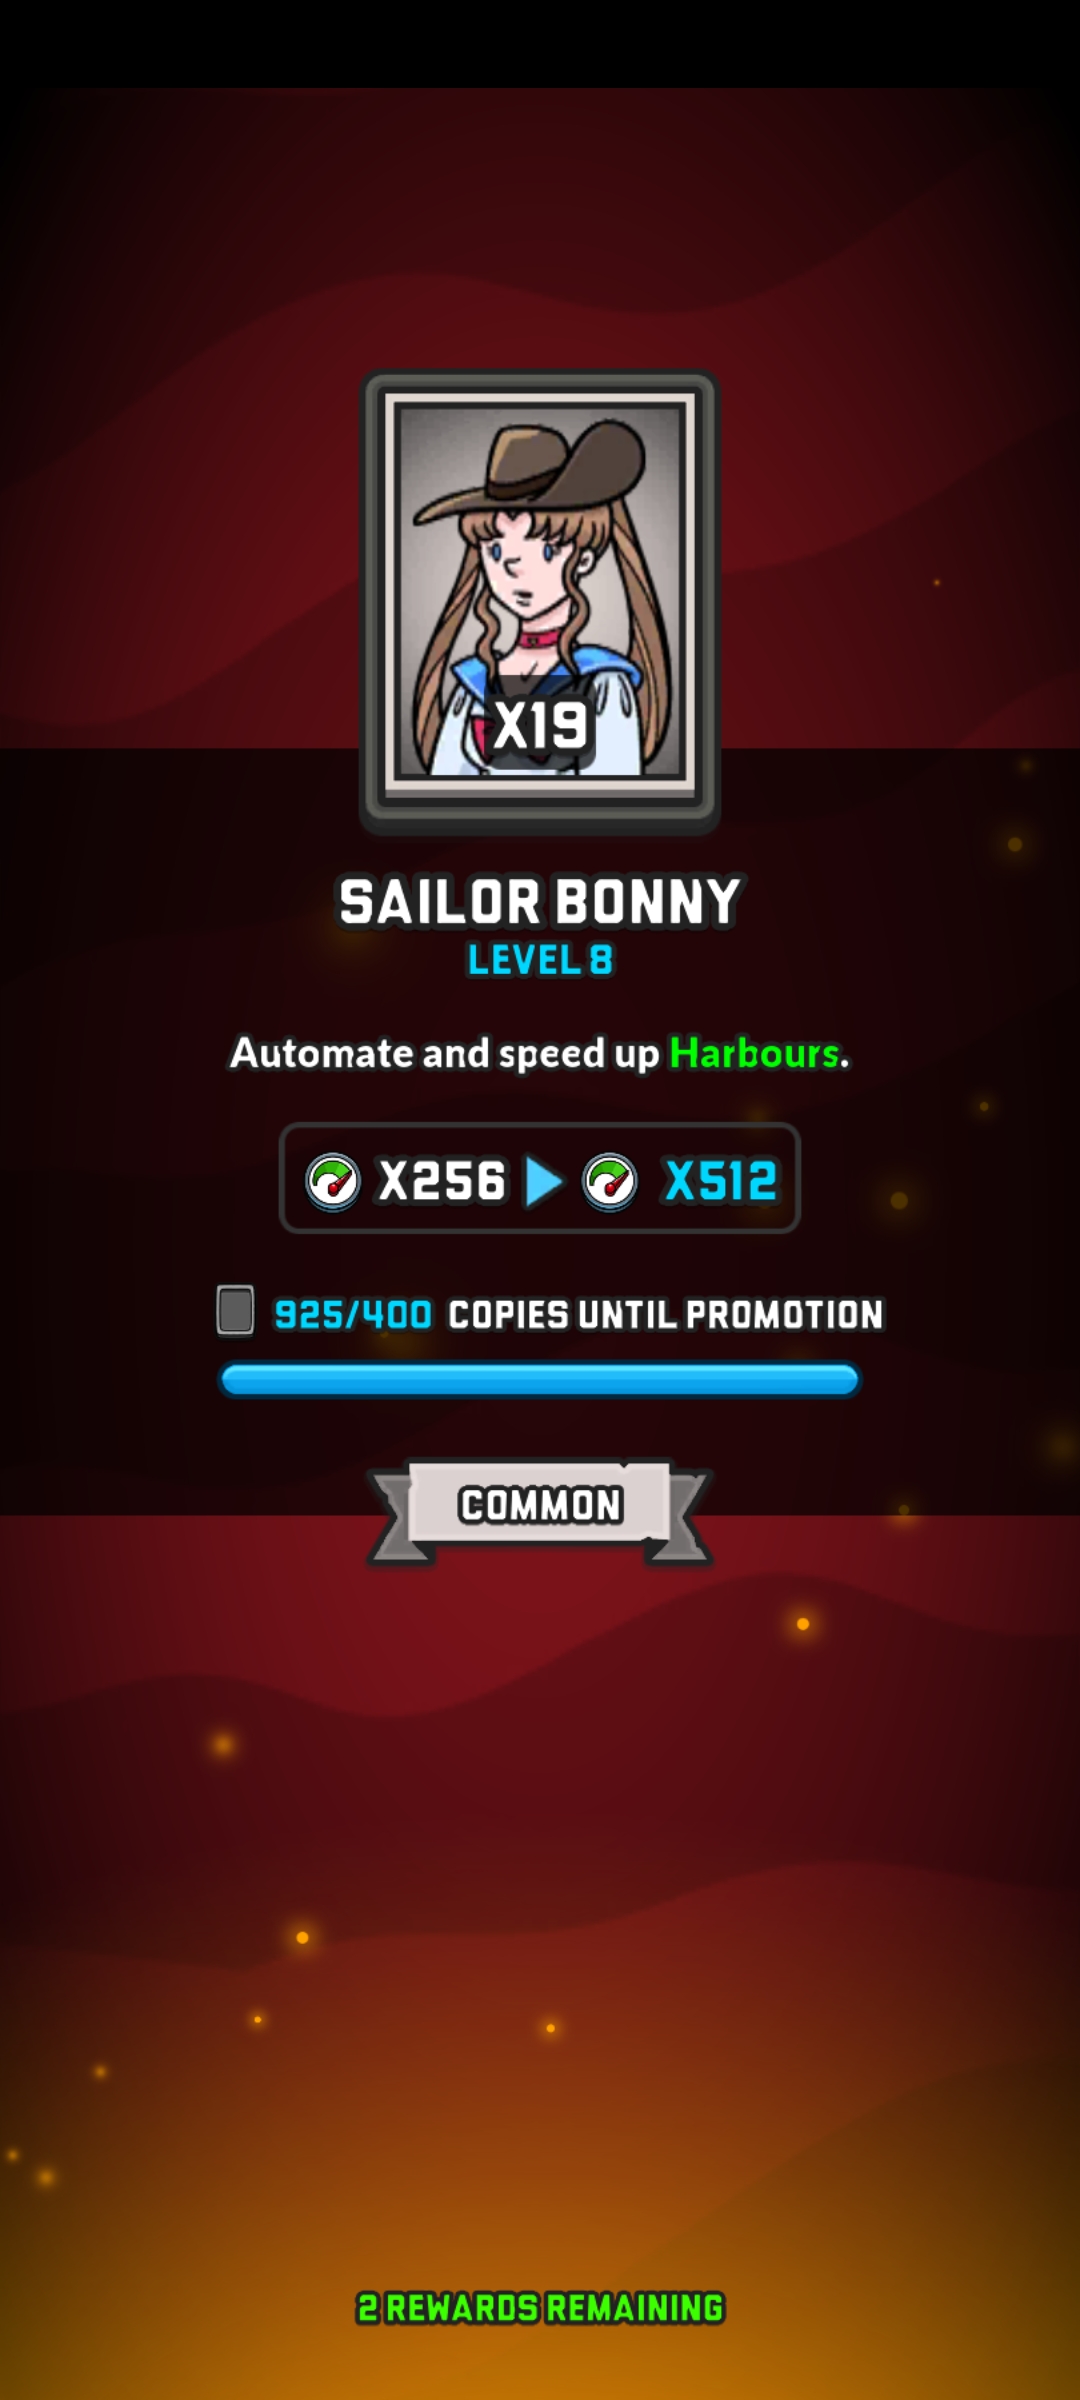 X19
SAILOR BONNY
LEVEL 8
Automate and speed up Harbours.
X256 X512
925/400 COPIES UNTIL PROMOTION
COMMON
2 REWARDS REMAINING